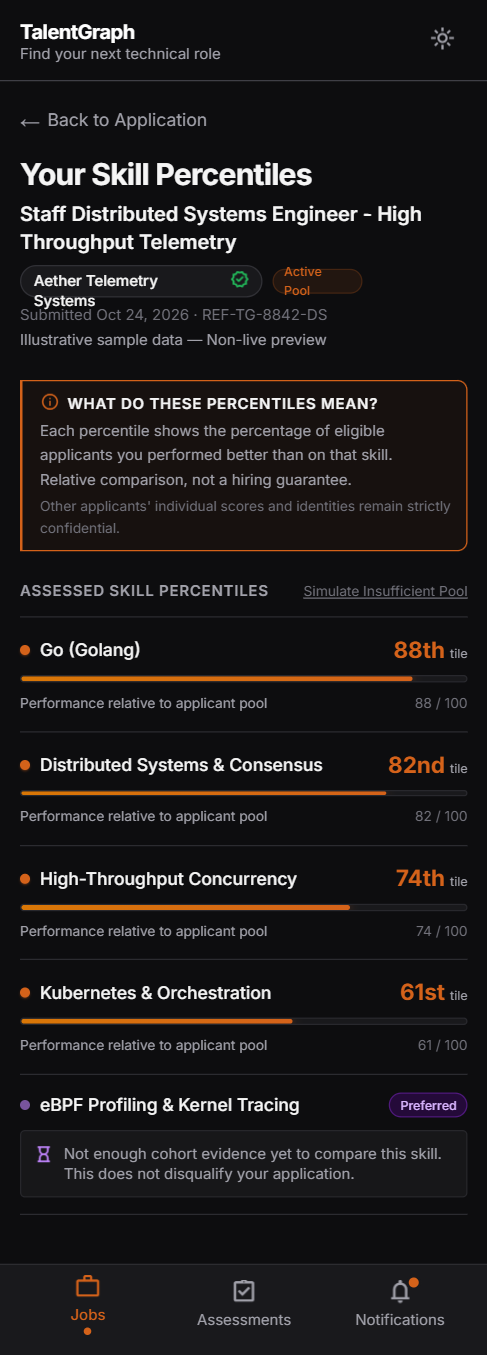 TalentGraph
Find your next technical role
← Back to Application
Your Skill Percentiles
Staff Distributed Systems Engineer - High
Throughput Telemetry
Aether Telemetry
Systems
Active
Pool
Submitted Oct 24, 2026 · REF-TG-8842-DS
Illustrative sample data — Non-live preview
WHAT DO THESE PERCENTILES MEAN?
Each percentile shows the percentage of eligible
applicants you performed better than on that skill.
Relative comparison, not a hiring guarantee.
Other applicants' individual scores and identities remain strictly
confidential.
ASSESSED SKILL PERCENTILES
Simulate Insufficient Pool
Go (Golang)
88th tile
Performance relative to applicant pool
88 / 100
Distributed Systems & Consensus
82nd tile
Performance relative to applicant pool
82 / 100
High-Throughput Concurrency
74th tile
Performance relative to applicant pool
74 / 100
Kubernetes & Orchestration
61st tile
Performance relative to applicant pool
61 / 100
eBPF Profiling & Kernel Tracing
Preferred
Not enough cohort evidence yet to compare this skill.
This does not disqualify your application.
Jobs
Assessments
Notifications